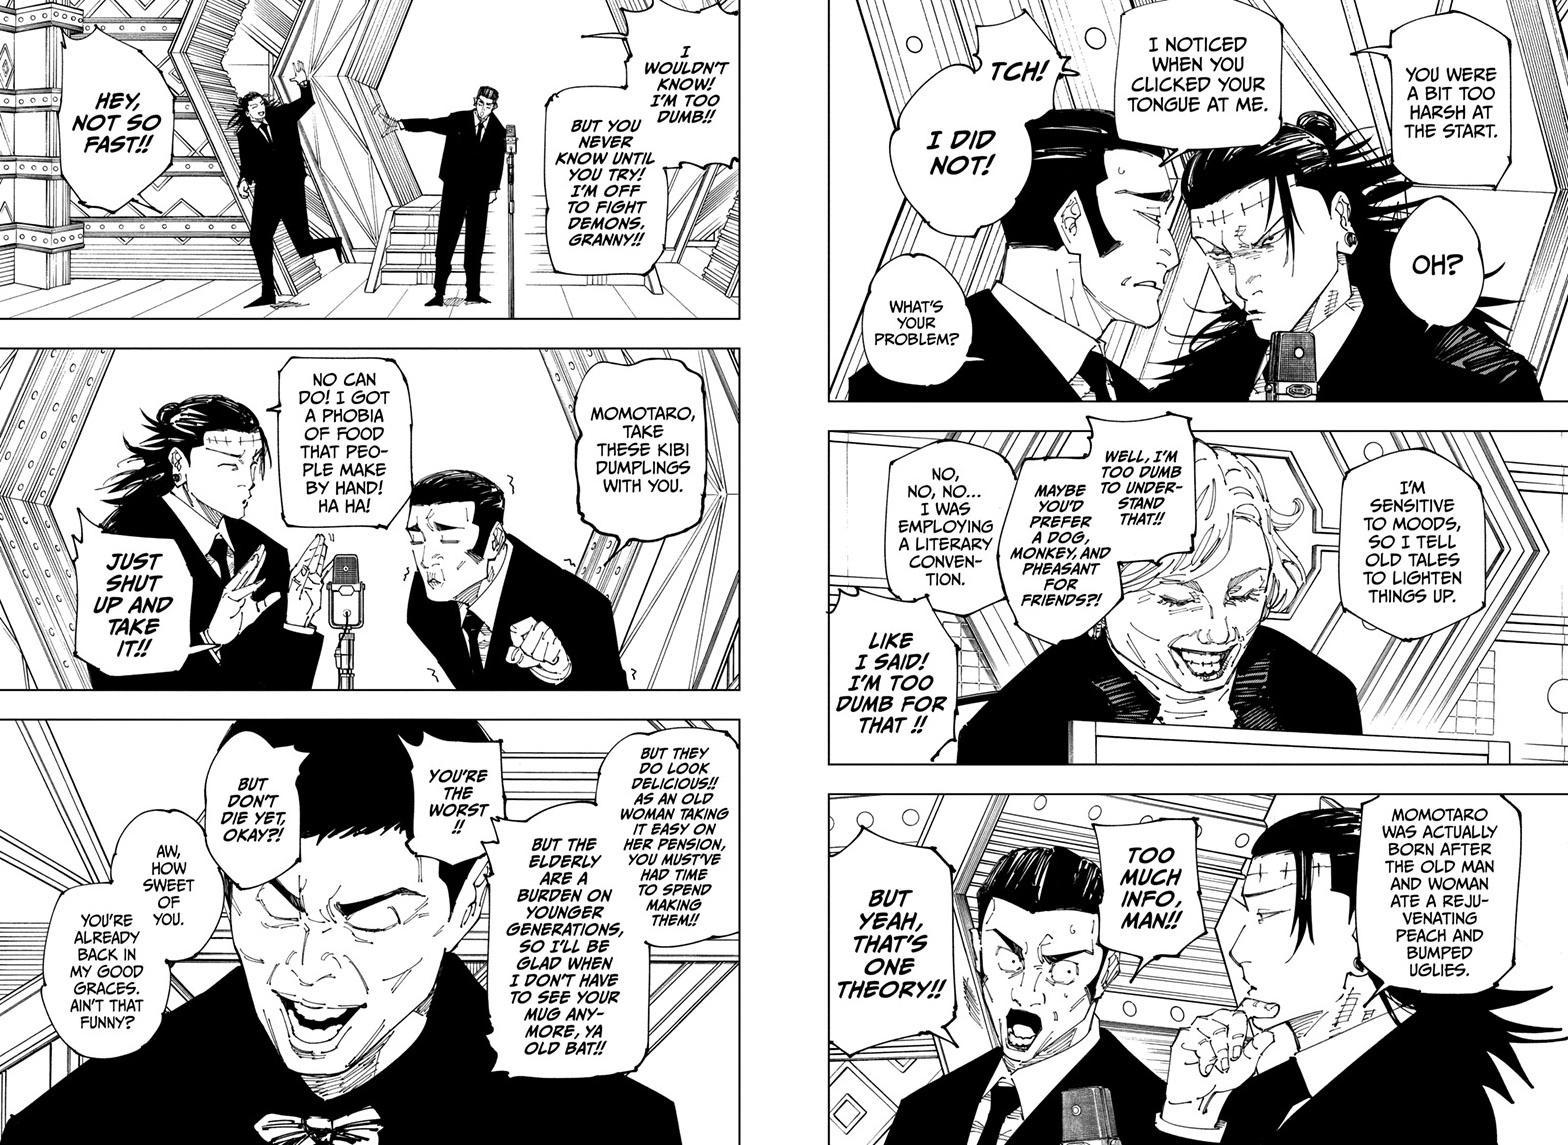 YOU WERE
A BIT TOO
HARSH AT
THE START.
OH?
I NOTICED
WHEN YOU
CLICKED YOUR
TONGUE AT ME.
TCH!
I DID
NOT!
WHAT'S
YOUR
PROBLEM?
I'M
SENSITIVE
TO MOODS,
SO I TELL
OLD TALES
TO LIGHTEN
THINGS UP.
WELL, I'M
TOO DUMB
TO UNDER-
STAND
THAT!!
MAYBE
YOU'D
PREFER
A DOG,
MONKEY, AND
PHEASANT
FOR
FRIENDS?!
NO,
NO, NO...
I WAS
EMPLOYING
A LITERARY
CONVEN-
TION.
LIKE
I SAID!
I'M TOO
DUMB FOR
THAT !!
MOMOTARO
WAS ACTUALLY
BORN AFTER
THE OLD MAN
AND WOMAN
ATE A REJU-
VENATING
PEACH AND
BUMPED
UGLIES.
TOO
MUCH
INFO,
MAN!!
BUT
YEAH,
THAT'S
ONE
THEORY!!
I
WOULDN'T
KNOW!
I'M TOO
DUMB!!
BUT YOU
NEVER
KNOW UNTIL
YOU TRY!
I'M OFF
TO FIGHT
DEMONS,
GRANNY!!
HEY,
NOT SO
FAST!!
MOMOTARO,
TAKE
THESE KIBI
DUMPLINGS
WITH YOU.
NO CAN
DO! I GOT
A PHOBIA
OF FOOD
THAT PEO-
PLE MAKE
BY HAND!
HA HA!
JUST
SHUT
UP AND
TAKE
IT!!
BUT THEY
DO LOOK
DELICIOUS!!
AS AN OLD
WOMAN TAKING
IT EASY ON
HER PENSION,
YOU MUST'VE
HAD TIME
TO SPEND
MAKING
THEM!!
BUT THE
ELDERLY
ARE A
BURDEN ON
YOUNGER
GENERATIONS,
SO I'LL BE
GLAD WHEN
I DON'T HAVE
TO SEE YOUR
MUG ANY-
MORE, YA
OLD BAT!!
YOU'RE
THE
WORST
!!
BUT
DON'T
DIE YET,
OKAY?!
AW,
HOW
SWEET
OF
YOU.
YOU'RE
ALREADY
BACK IN
MY GOOD
GRACES.
AIN'T THAT
FUNNY?